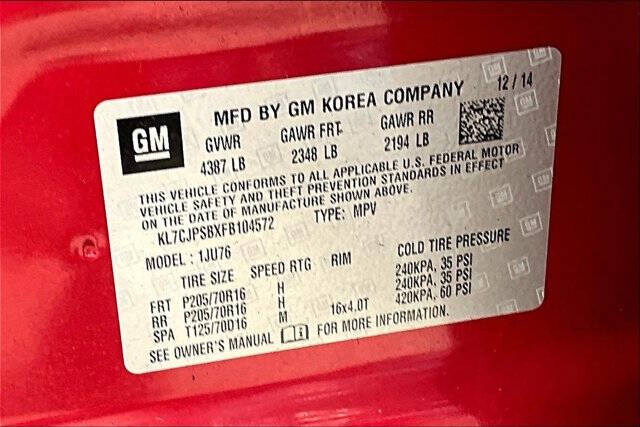 MFD BY GM KOREA COMPANY 12 / 14
GM
GVWR GAWR FRT GAWR RR
4387 LB 2348 LB 2194 LB
THIS VEHICLE CONFORMS TO ALL APPLICABLE U.S. FEDERAL MOTOR
VEHICLE SAFETY AND THEFT PREVENTION STANDARDS IN EFFECT
ON THE DATE OF MANUFACTURE SHOWN ABOVE.
KL7CJPSBXFB104572 TYPE: MPV
MODEL : 1JU76
TIRE SIZE SPEED RTG RIM COLD TIRE PRESSURE
FRT P205/70R16 H 240KPA, 35 PSI
RR P205/70R16 H 240KPA, 35 PSI
SPA T125/70D16 M 16x4.0T 420KPA, 60 PSI
SEE OWNER'S MANUAL FOR MORE INFORMATION.